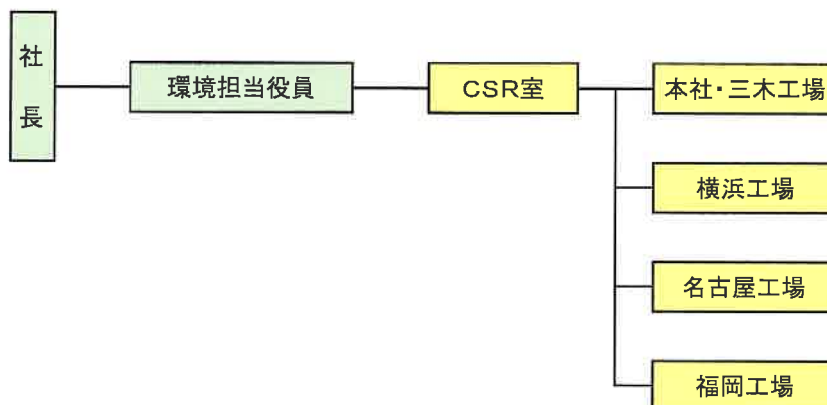 社長
環境担当役員
CSR室
本社・三木工場
横浜工場
名古屋工場
福岡工場